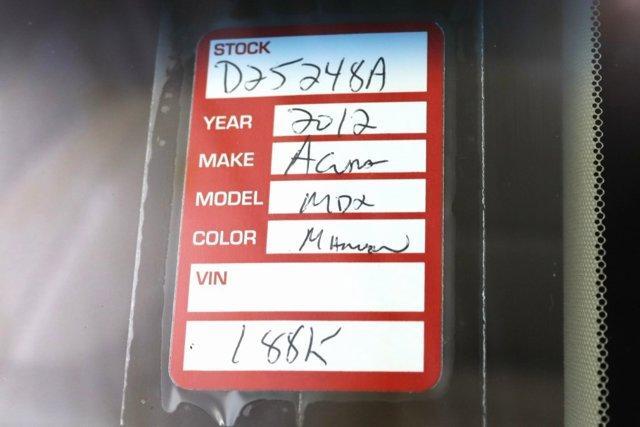 STOCK
D25248A
YEAR 2012
MAKE Acura
MODEL MDX
COLOR
VIN
188K